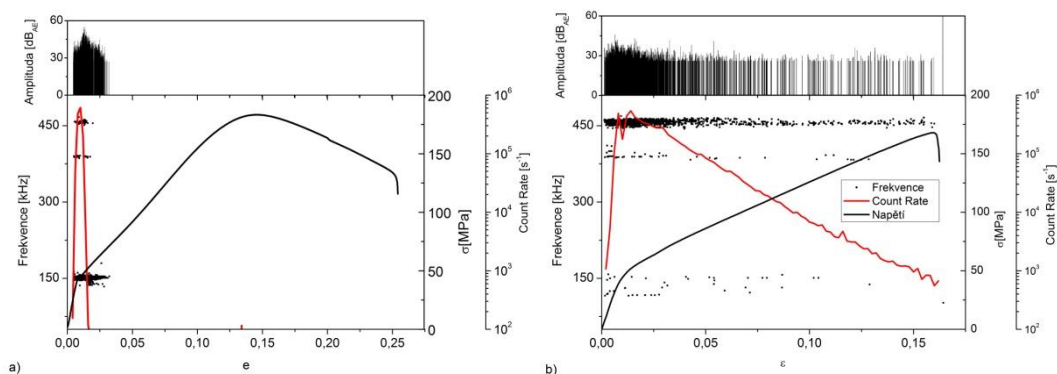 Amplituda [dBAE]
60
30
0
Frekvence [kHz]
450
300
150
200
150
100
50
0
σ[MPa]
10^6
10^5
10^4
10^3
10^2
Count Rate [s^-1]
0,00 0,05 0,10 0,15 0,20 0,25
e
a)
Amplituda [dBAE]
60
30
0
Frekvence [kHz]
450
300
150
Frekvence
Count Rate
Napětí
200
150
100
50
0
σ[MPa]
10^6
10^5
10^4
10^3
10^2
Count Rate [s^-1]
0,00 0,05 0,10 0,15
ε
b)